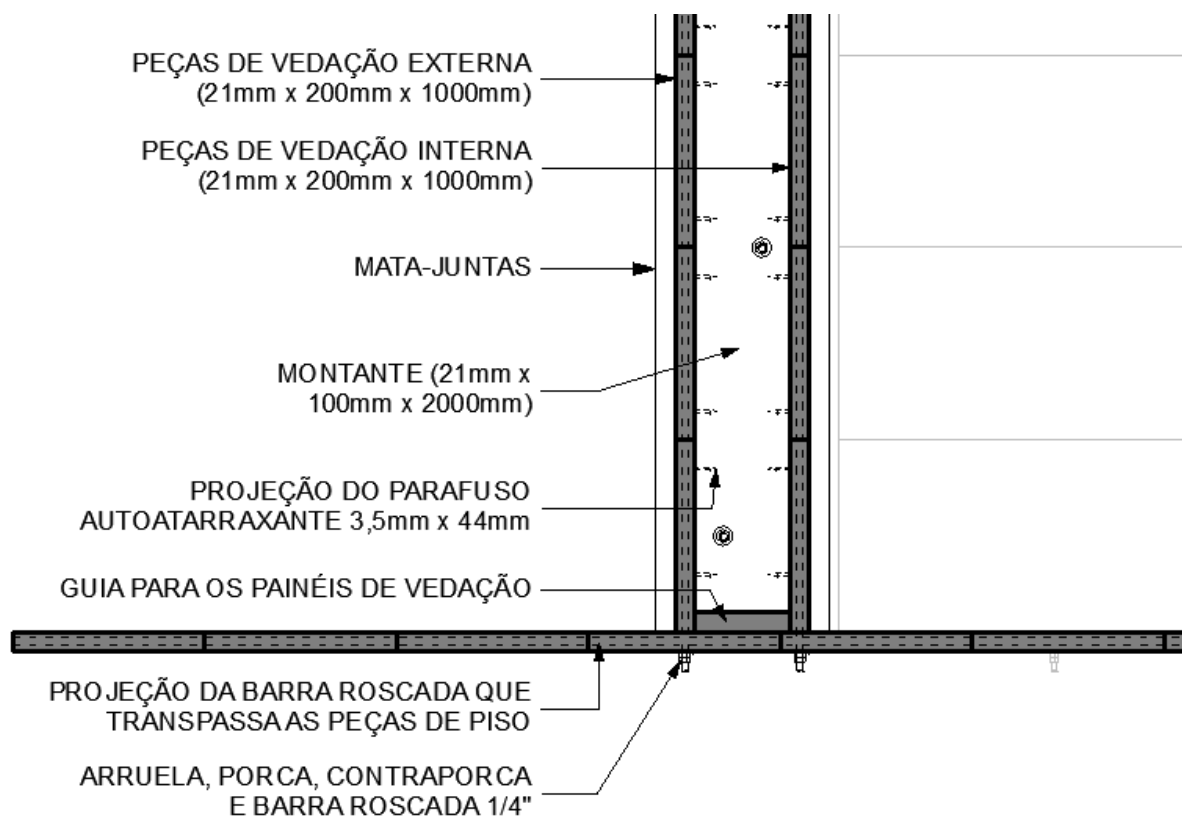 PEÇAS DE VEDAÇÃO EXTERNA
(21mm x 200mm x 1000mm)
PEÇAS DE VEDAÇÃO INTERNA
(21mm x 200mm x 1000mm)
MATA-JUNTAS
MONTANTE (21mm x
100mm x 2000mm)
PROJEÇÃO DO PARAFUSO
AUTOATARRAXANTE 3,5mm x 44mm
GUIA PARA OS PAINÉIS DE VEDAÇÃO
PROJEÇÃO DA BARRA ROSCADA QUE
TRANSPASSA AS PEÇAS DE PISO
ARRUELA, PORCA, CONTRAPORCA
E BARRA ROSCADA 1/4"